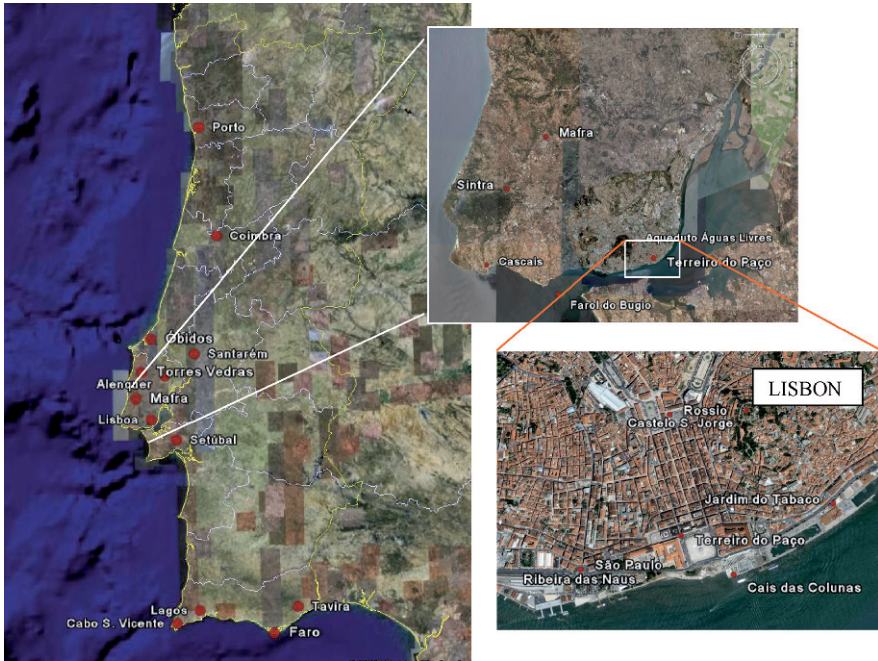 Porto
Coimbra
Óbidos
Santarém
Torres Vedras
Alenquer
Mafra
Lisboa
Setúbal
Lagos
Tavira
Cabo S. Vicente
Faro
Mafra
Sintra
Aqueduto Águas Livres
Cascais
Terreiro do Paço
Farol do Bugio
LISBON
Rossio
Castelo S. Jorge
Jardim do Tabaco
Terreiro do Paço
São Paulo
Ribeira das Naus
Cais das Colunas